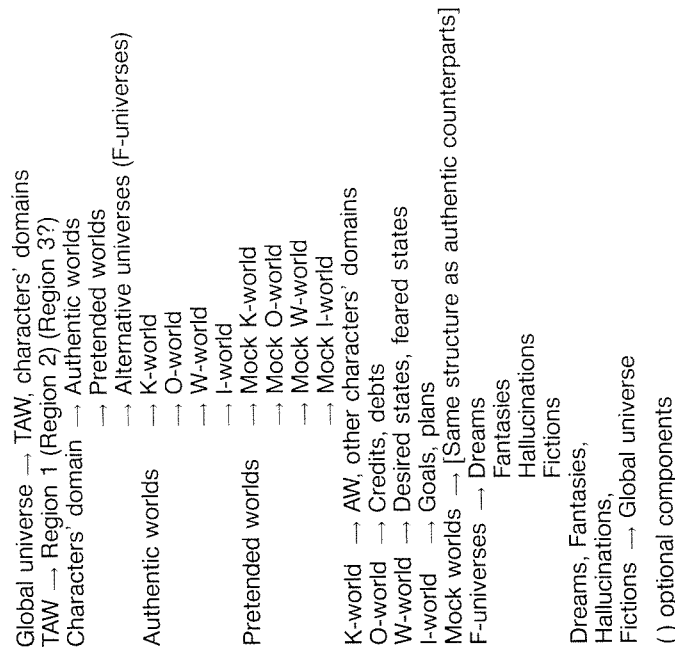 Global universe → TAW, characters' domains
TAW → Region 1 (Region 2) (Region 3?)
Characters' domain → Authentic worlds
→ Pretended worlds
→ Alternative universes (F-universes)
Authentic worlds → K-world
→ O-world
→ W-world
→ I-world
Pretended worlds → Mock K-world
→ Mock O-world
→ Mock W-world
→ Mock I-world
K-world → AW, other characters' domains
O-world → Credits, debts
W-world → Desired states, feared states
I-world → Goals, plans
Mock worlds → [Same structure as authentic counterparts]
F-universes → Dreams
Fantasies
Hallucinations
Fictions
Dreams, Fantasies,
Hallucinations,
Fictions → Global universe
() optional components